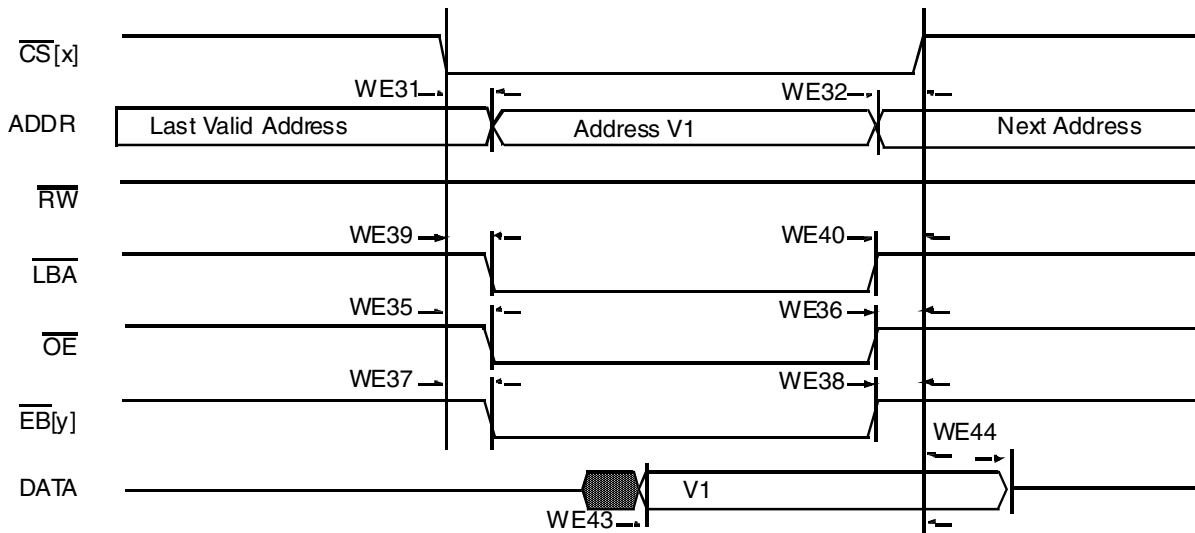 CS[x]
WE31 WE32
ADDR Last Valid Address Address V1 Next Address
RW
WE39 WE40
LBA
WE35 WE36
OE
WE37 WE38
EB[y]
WE44
DATA V1
WE43